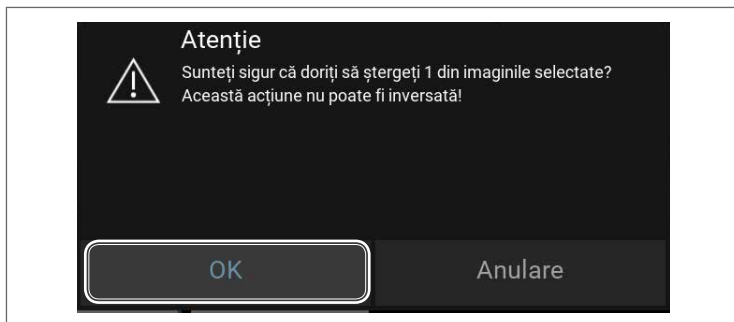 Atenție
Sunteți sigur că doriți să ștergeți 1 din imaginile selectate?
Această acțiune nu poate fi inversată!
OK
Anulare